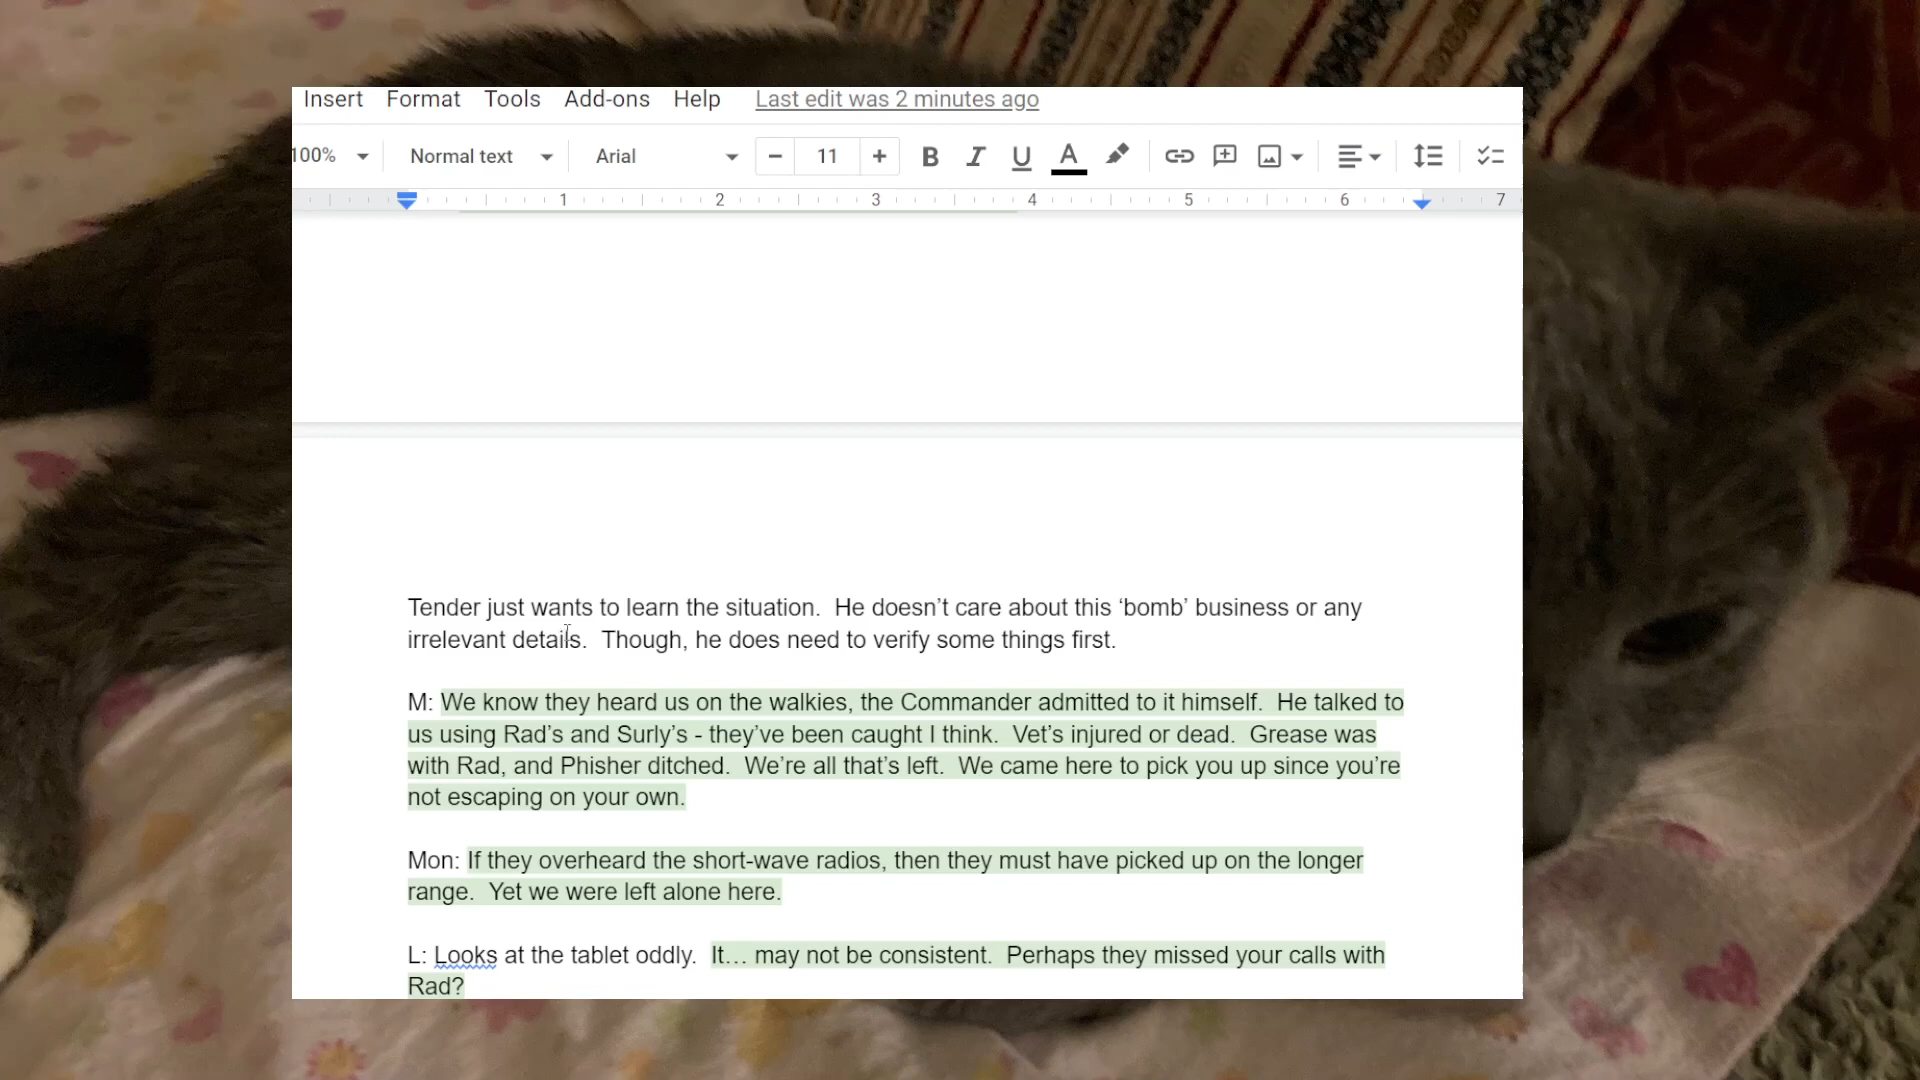 Insert Format Tools Add-ons Help Last edit was 2 minutes ago
100% Normal text Arial − 11 + B I U A
1 2 3 4 5 6 7
Tender just wants to learn the situation.  He doesn’t care about this ‘bomb’ business or any
irrelevant details.  Though, he does need to verify some things first.
M: We know they heard us on the walkies, the Commander admitted to it himself.  He talked to
us using Rad’s and Surly’s - they’ve been caught I think.  Vet’s injured or dead.  Grease was
with Rad, and Phisher ditched.  We’re all that’s left.  We came here to pick you up since you’re
not escaping on your own.
Mon: If they overheard the short-wave radios, then they must have picked up on the longer
range.  Yet we were left alone here.
L: Looks at the tablet oddly.  It… may not be consistent.  Perhaps they missed your calls with
Rad?